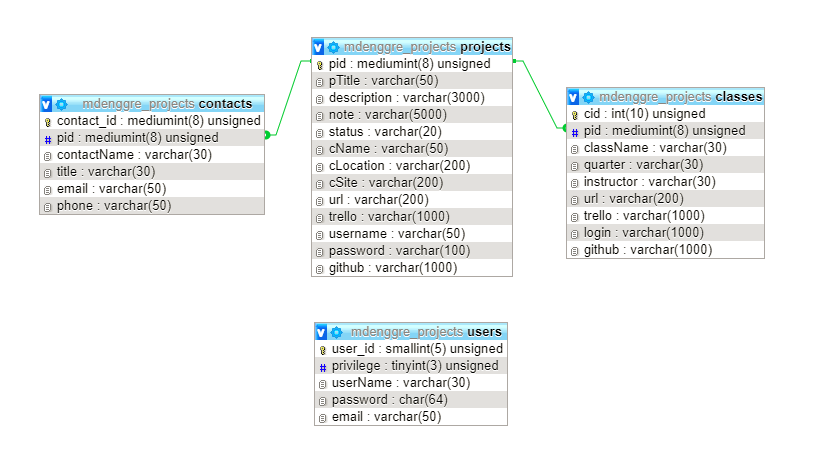 mdenggre_projects projects
pid : mediumint(8) unsigned
pTitle : varchar(50)
description : varchar(3000)
note : varchar(5000)
status : varchar(20)
cName : varchar(50)
cLocation : varchar(200)
cSite : varchar(200)
url : varchar(200)
trello : varchar(1000)
username : varchar(50)
password : varchar(100)
github : varchar(1000)
mdenggre_projects contacts
contact_id : mediumint(8) unsigned
pid : mediumint(8) unsigned
contactName : varchar(30)
title : varchar(30)
email : varchar(50)
phone : varchar(50)
mdenggre_projects classes
cid : int(10) unsigned
pid : mediumint(8) unsigned
className : varchar(30)
quarter : varchar(30)
instructor : varchar(30)
url : varchar(200)
trello : varchar(1000)
login : varchar(1000)
github : varchar(1000)
mdenggre_projects users
user_id : smallint(5) unsigned
privilege : tinyint(3) unsigned
userName : varchar(30)
password : char(64)
email : varchar(50)